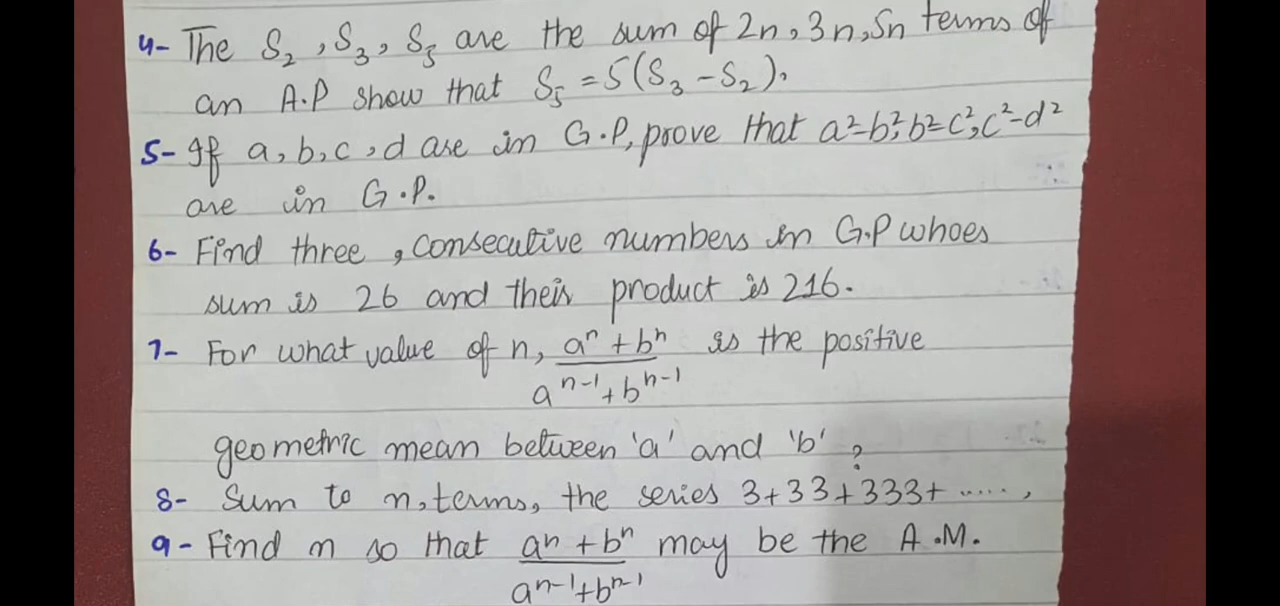 4- The S₂, S₃, S₅ are the sum of 2n, 3n, 5n terms of
an A.P show that S₅ = 5(S₃ - S₂).
5- If a, b, c, d are in G.P, prove that a²-b², b²-c², c²-d²
are in G.P.
6- Find three, consecutive numbers in G.P whoes
sum is 26 and their product is 216.
7- For what value of n, aⁿ + bⁿ is the positive
aⁿ⁻¹ + bⁿ⁻¹
geometric mean between 'a' and 'b'?
8- Sum to n, terms, the series 3+33+333+ .....,
9- Find n so that aⁿ + bⁿ may be the A.M.
aⁿ⁻¹+bⁿ⁻¹